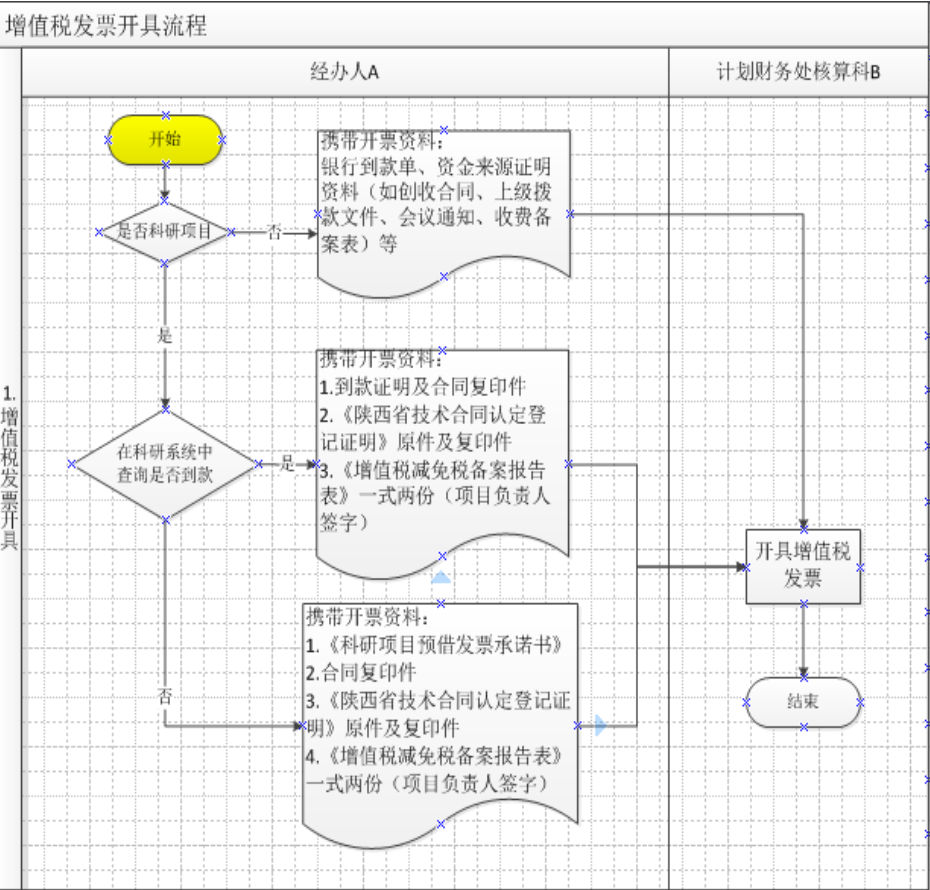 增值税发票开具流程
经办人A
计划财务处核算科B
1.增值税发票开具
开始
是否科研项目
否
携带开票资料：
银行到款单、资金来源证明
资料（如创收合同、上级拨
款文件、会议通知、收费备
案表）等
是
在科研系统中
查询是否到款
是
携带开票资料：
1.到款证明及合同复印件
2.《陕西省技术合同认定登
记证明》原件及复印件
3.《增值税减免税备案报告
表》一式两份（项目负责人
签字）
否
携带开票资料：
1.《科研项目预借发票承诺书》
2.合同复印件
3.《陕西省技术合同认定登记证
明》原件及复印件
4.《增值税减免税备案报告表》
一式两份（项目负责人签字）
开具增值税
发票
结束